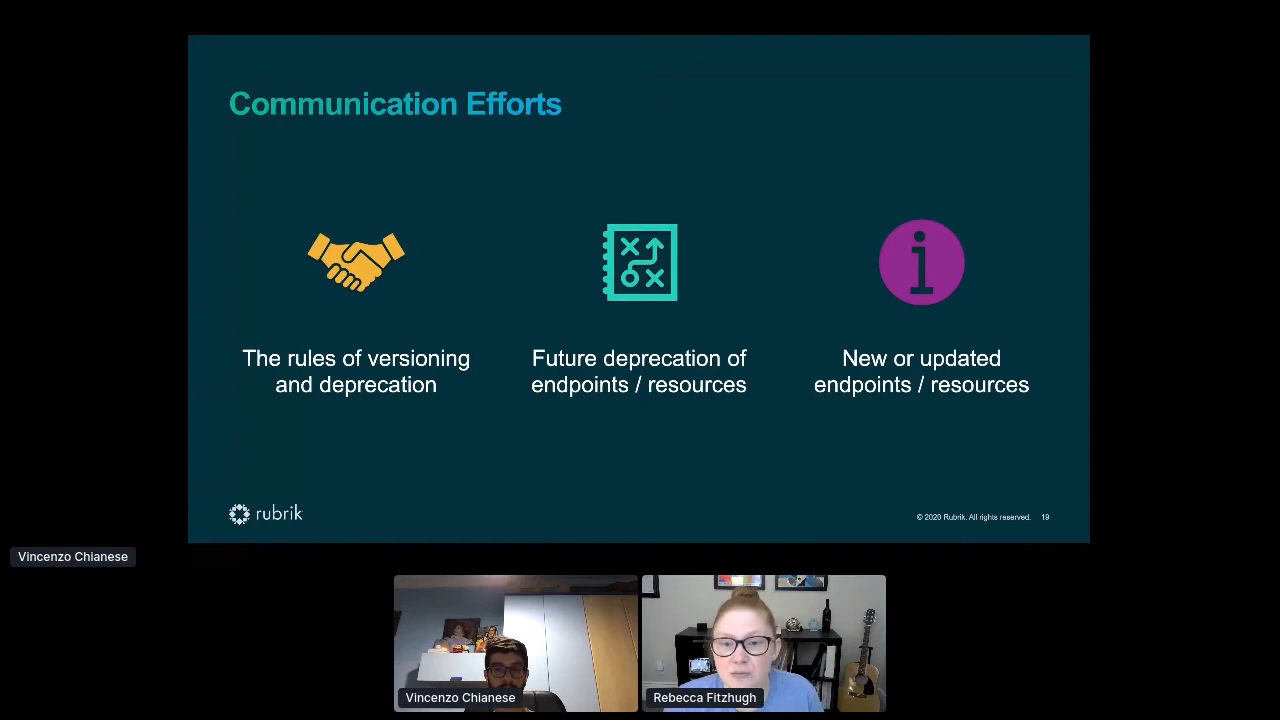 Communication Efforts
The rules of versioning
and deprecation
Future deprecation of
endpoints / resources
New or updated
endpoints / resources
rubrik
© 2020 Rubrik. All rights reserved. 19
Vincenzo Chianese
Vincenzo Chianese
Rebecca Fitzhugh